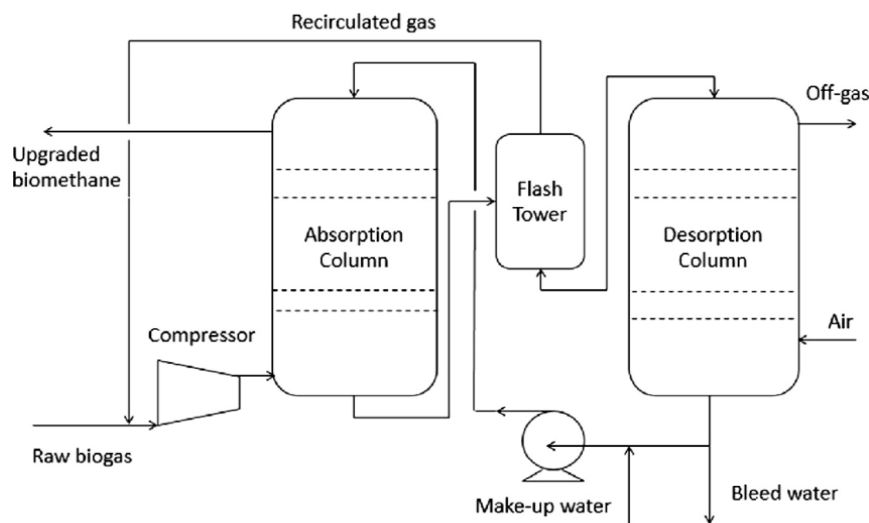 Recirculated gas
Off-gas
Upgraded
biomethane
Flash
Tower
Absorption
Column
Desorption
Column
Air
Compressor
Raw biogas
Make-up water
Bleed water